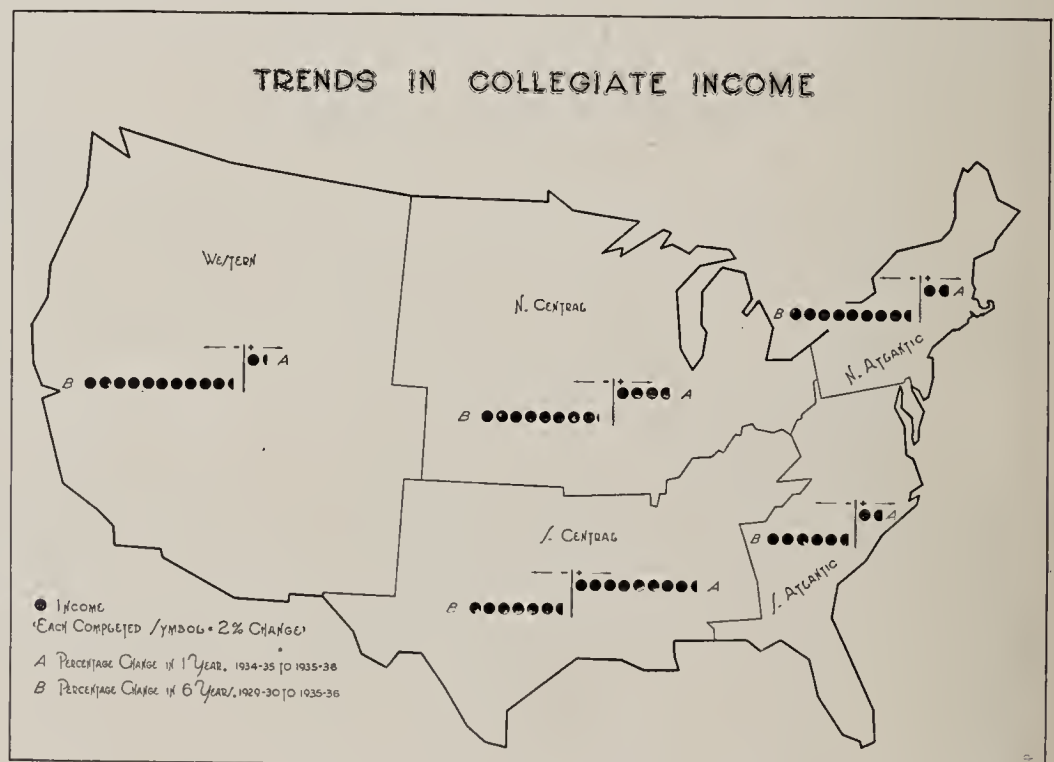 TRENDS IN COLLEGIATE INCOME
WESTERN
N. CENTRAL
N. ATLANTIC
S. CENTRAL
S. ATLANTIC
- +
A
B
- +
A
B
- +
A
B
- +
A
B
- +
A
B
INCOME
(EACH COMPLETED SYMBOL = 2% CHANGE)
A PERCENTAGE CHANGE IN 1 YEAR. 1934-35 TO 1935-36
B PERCENTAGE CHANGE IN 6 YEARS. 1929-30 TO 1935-36